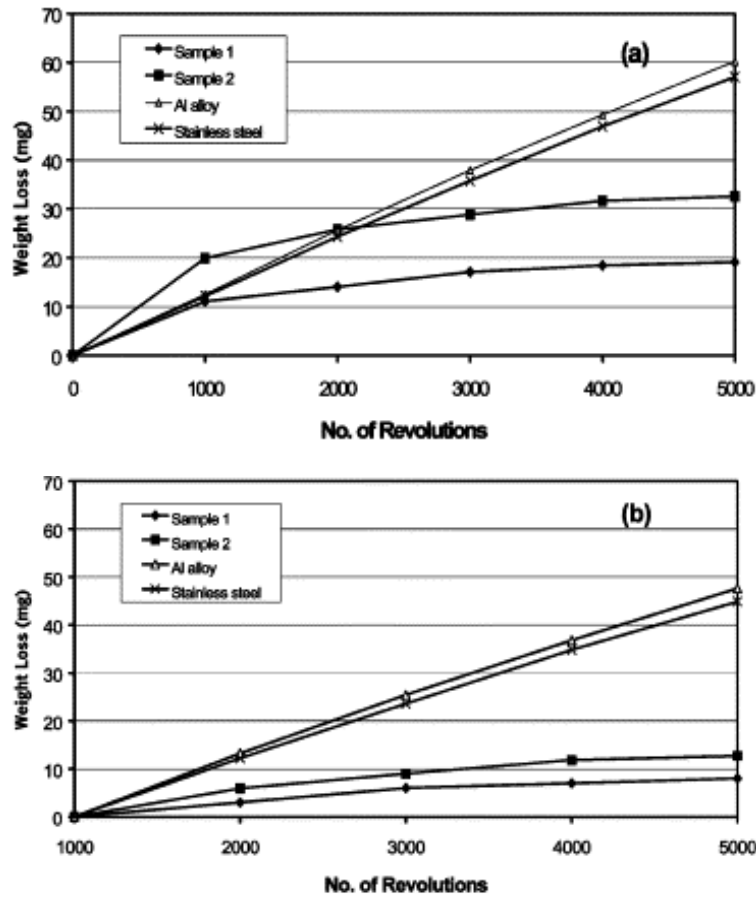 70
60
50
40
30
20
10
0
Weight Loss (mg)
Sample 1
Sample 2
Al alloy
Stainless steel
(a)
0 1000 2000 3000 4000 5000
No. of Revolutions
70
60
50
40
30
20
10
0
Weight Loss (mg)
Sample 1
Sample 2
Al alloy
Stainless steel
(b)
1000 2000 3000 4000 5000
No. of Revolutions